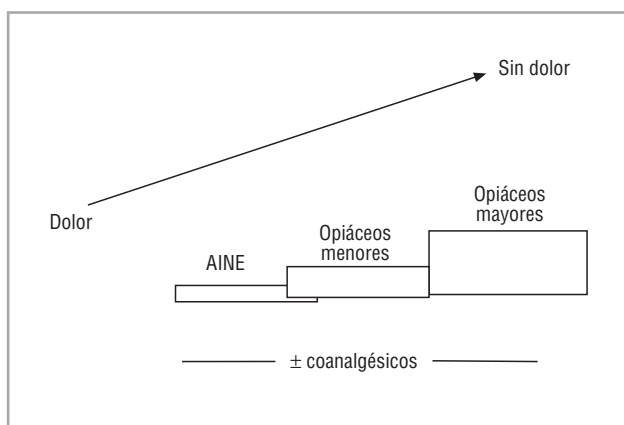 Sin dolor
Dolor
Opiáceos
mayores
Opiáceos
menores
AINE
± coanalgésicos